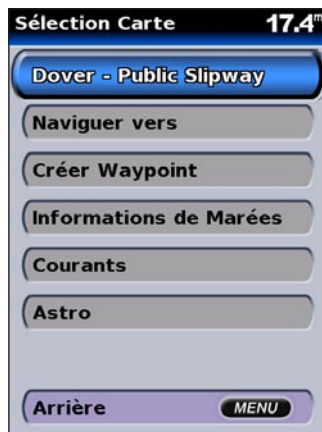 Sélection Carte 17.4m
Dover - Public Slipway
Naviguer vers
Créer Waypoint
Informations de Marées
Courants
Astro
Arrière MENU